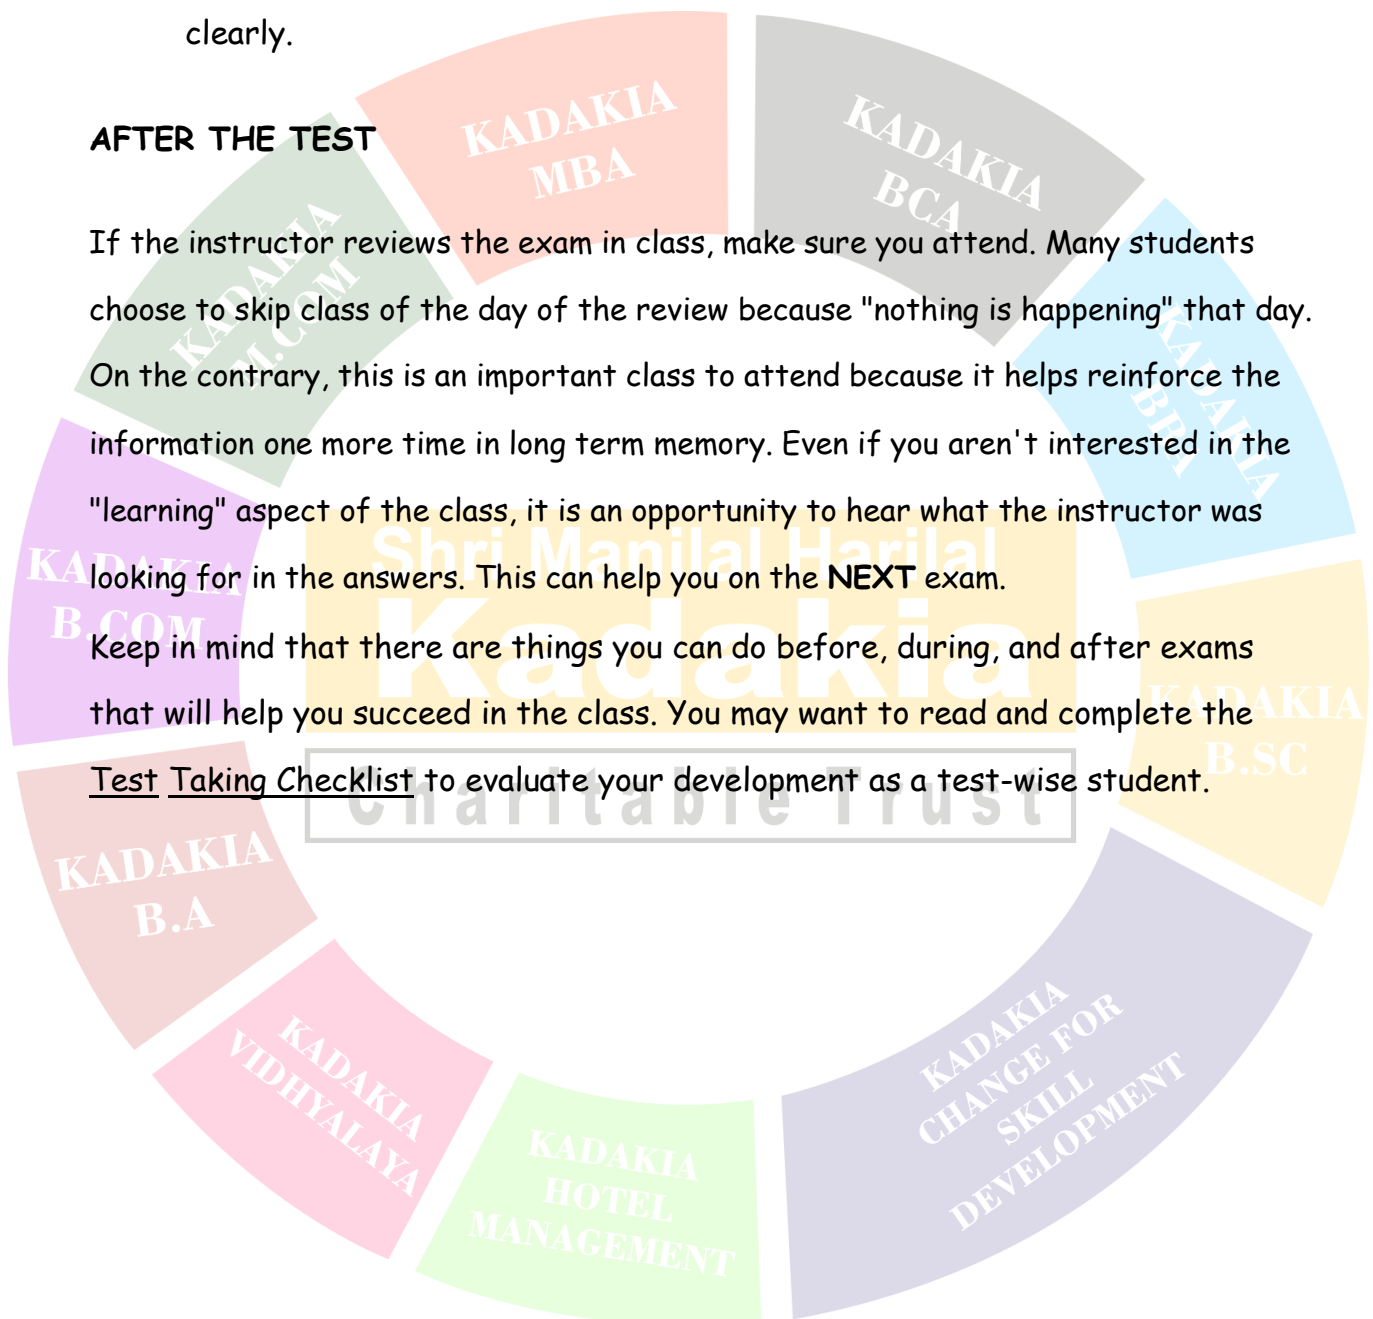 clearly.
AFTER THE TEST
If the instructor reviews the exam in class, make sure you attend. Many students
choose to skip class of the day of the review because "nothing is happening" that day.
On the contrary, this is an important class to attend because it helps reinforce the
information one more time in long term memory. Even if you aren't interested in the
"learning" aspect of the class, it is an opportunity to hear what the instructor was
looking for in the answers. This can help you on the NEXT exam.
Keep in mind that there are things you can do before, during, and after exams
that will help you succeed in the class. You may want to read and complete the
Test Taking Checklist to evaluate your development as a test-wise student.
KADAKIA
MBA
KADAKIA
BCA
KADAKIA
BBA
KADAKIA
B.SC
KADAKIA
CHANGE FOR
SKILL
DEVELOPMENT
KADAKIA
HOTEL
MANAGEMENT
KADAKIA
VIDHYALAYA
KADAKIA
B.A
KADAKIA
B.COM
KADAKIA
M.COM
Shri Manilal Harilal
Kadakia
Charitable Trust